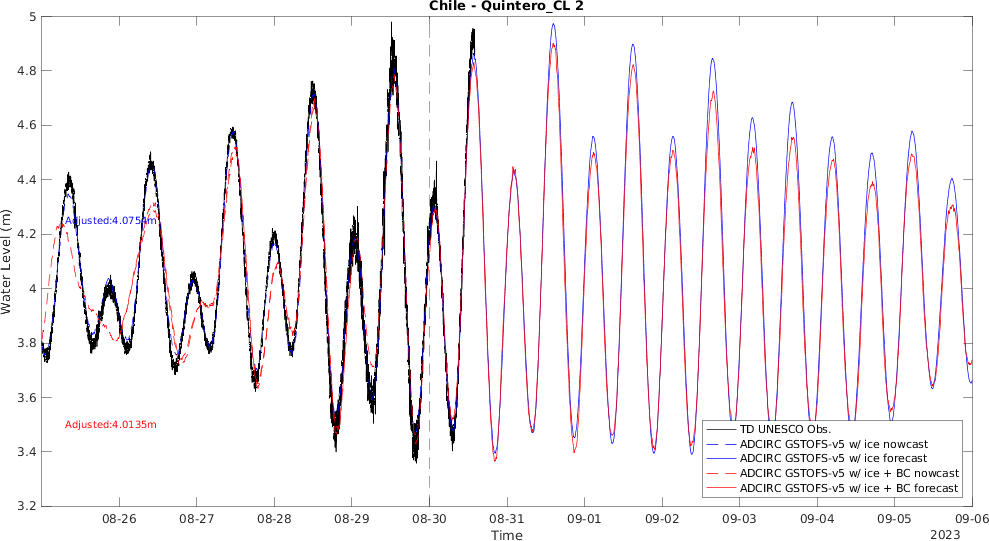 Chile - Quintero_CL 2
5
4.8
4.6
4.4
4.2
4
3.8
3.6
3.4
3.2
Water Level (m)
Adjusted:4.0754m
Adjusted:4.0135m
TD UNESCO Obs.
ADCIRC GSTOFS-v5 w/ ice nowcast
ADCIRC GSTOFS-v5 w/ ice forecast
ADCIRC GSTOFS-v5 w/ ice + BC nowcast
ADCIRC GSTOFS-v5 w/ ice + BC forecast
08-26 08-27 08-28 08-29 08-30 08-31 09-01 09-02 09-03 09-04 09-05 09-06
2023
Time